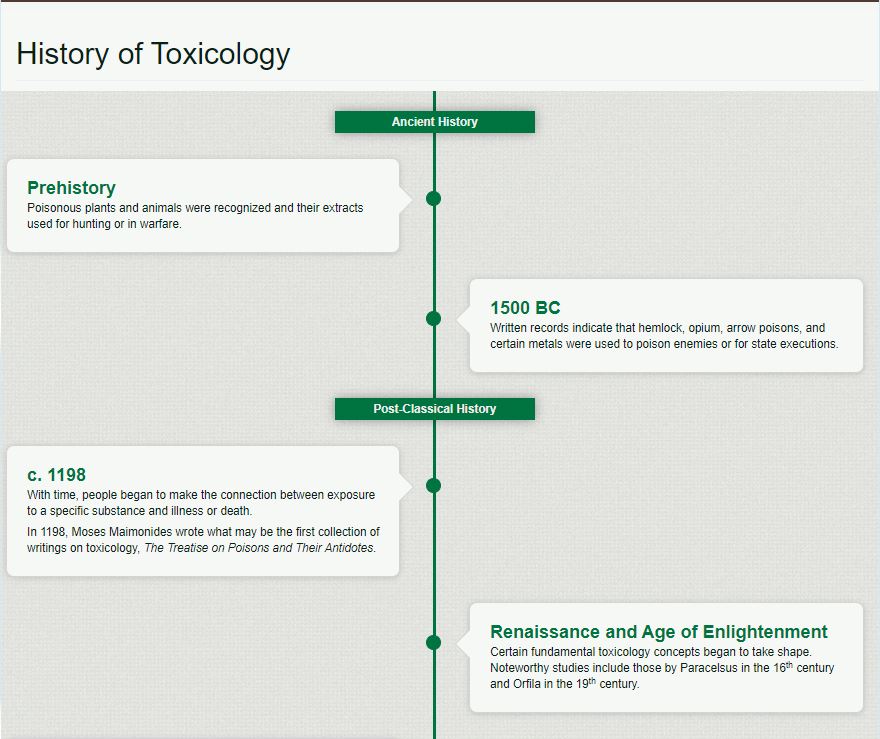 History of Toxicology
Ancient History
Prehistory
Poisonous plants and animals were recognized and their extracts
used for hunting or in warfare.
1500 BC
Written records indicate that hemlock, opium, arrow poisons, and
certain metals were used to poison enemies or for state executions.
Post-Classical History
c. 1198
With time, people began to make the connection between exposure
to a specific substance and illness or death.
In 1198, Moses Maimonides wrote what may be the first collection of
writings on toxicology, The Treatise on Poisons and Their Antidotes.
Renaissance and Age of Enlightenment
Certain fundamental toxicology concepts began to take shape.
Noteworthy studies include those by Paracelsus in the 16th century
and Orfila in the 19th century.